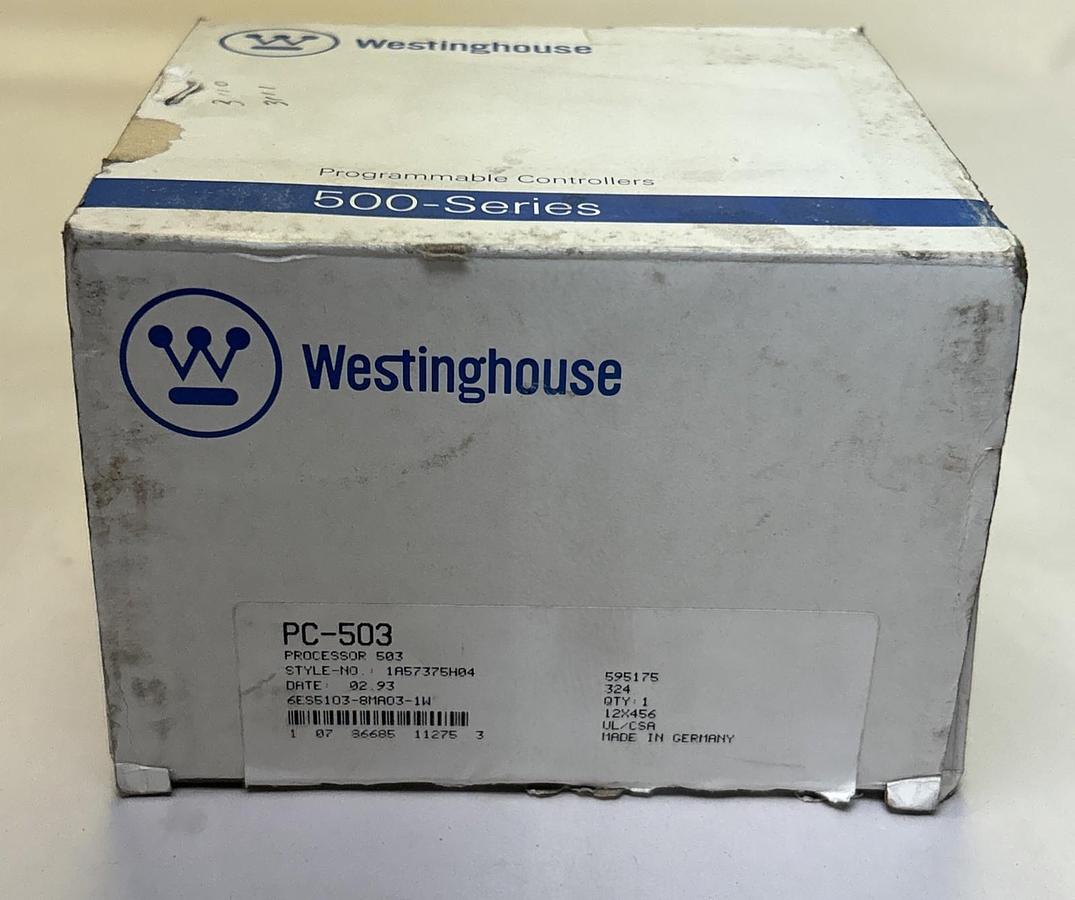 Westinghouse
Programmable Controllers
500-Series
Westinghouse
PC-503
PROCESSOR 503
STYLE-NO.: 1A57375H04
DATE: 02.93
6ES5103-8MA03-1W
1 07 86685 11275 3
595175
324
QTY: 1
12X456
UL/CSA
MADE IN GERMANY